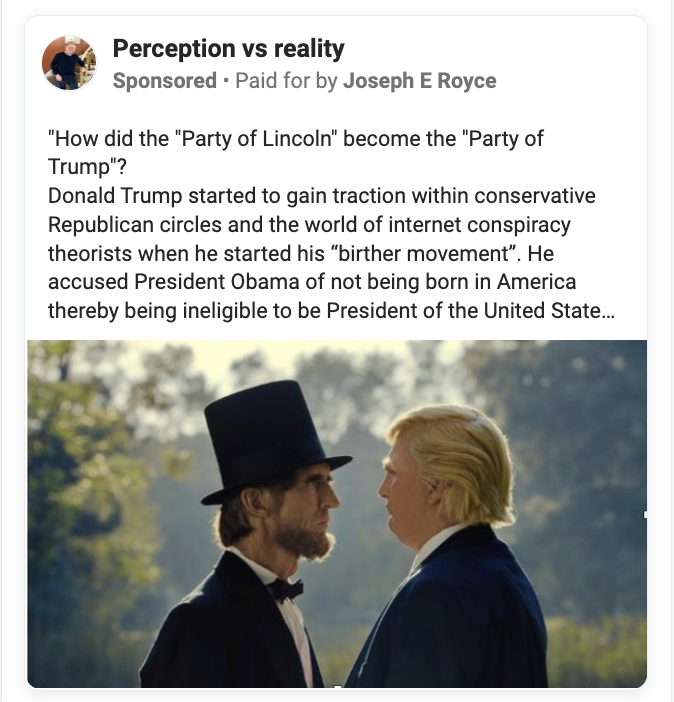 Perception vs reality
Sponsored • Paid for by Joseph E Royce
"How did the "Party of Lincoln" become the "Party of
Trump"?
Donald Trump started to gain traction within conservative
Republican circles and the world of internet conspiracy
theorists when he started his “birther movement”. He
accused President Obama of not being born in America
thereby being ineligible to be President of the United State...